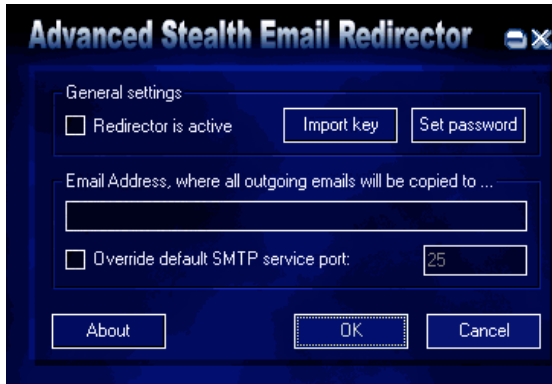 Advanced Stealth Email Redirector
General settings
Redirector is active
Import key
Set password
Email Address, where all outgoing emails will be copied to ...
Override default SMTP service port:
25
About
OK
Cancel